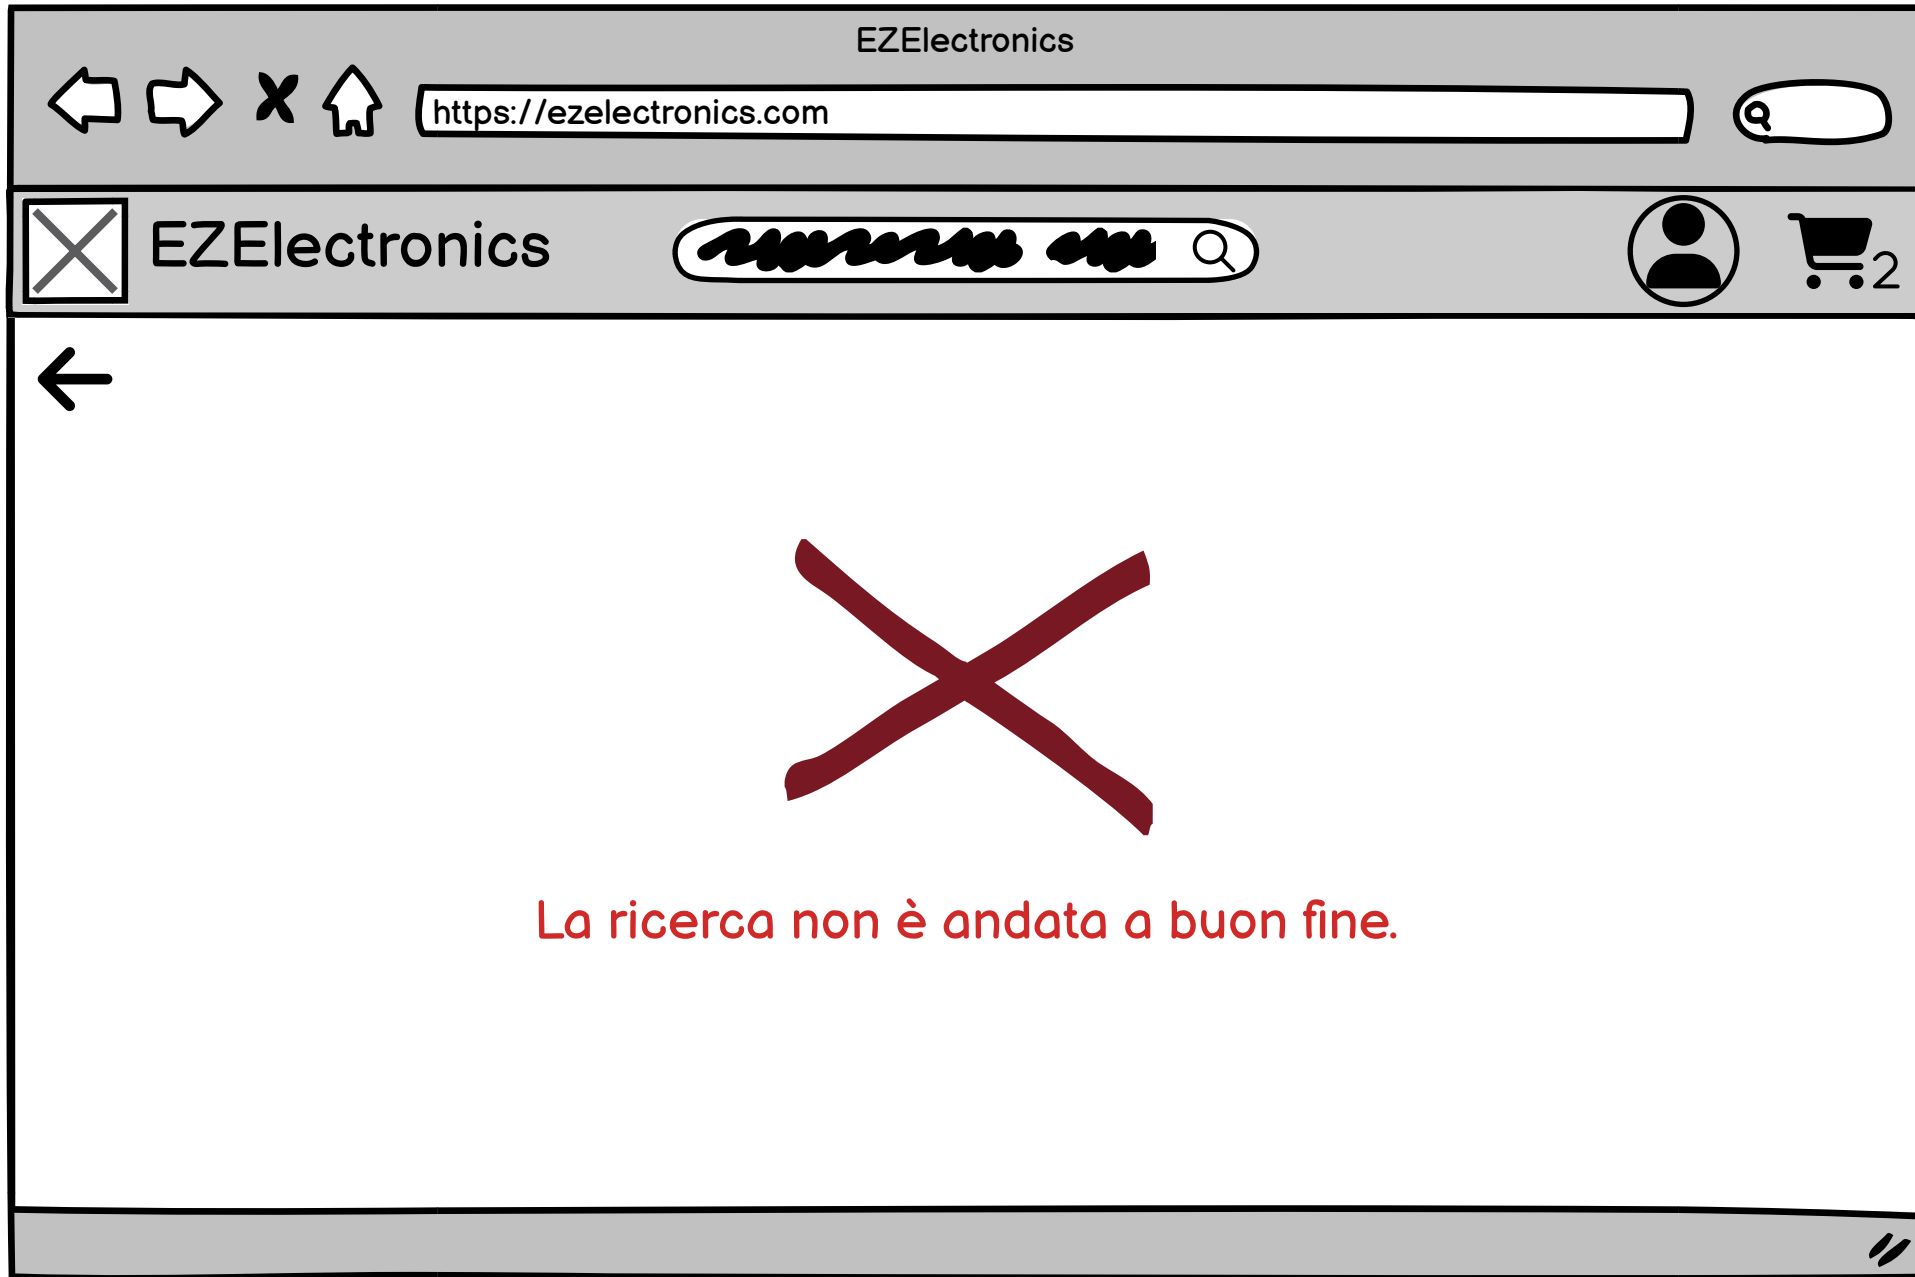 EZElectronics
https://ezelectronics.com
EZElectronics
2
La ricerca non è andata a buon fine.